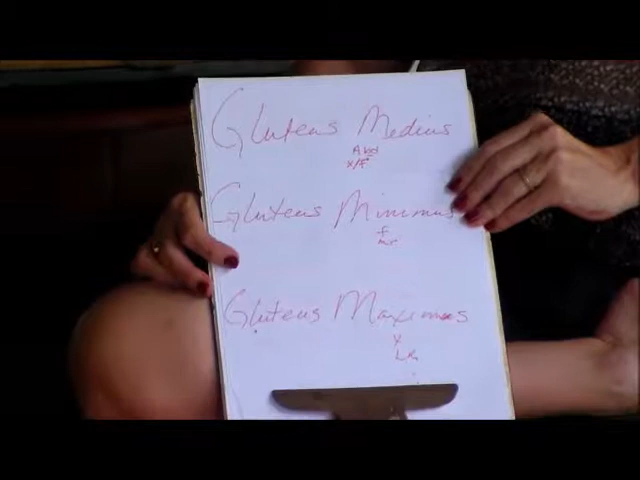 Gluteus Medius
Abd
X/F
Gluteus Minimus
f
Gluteus Maximus
X